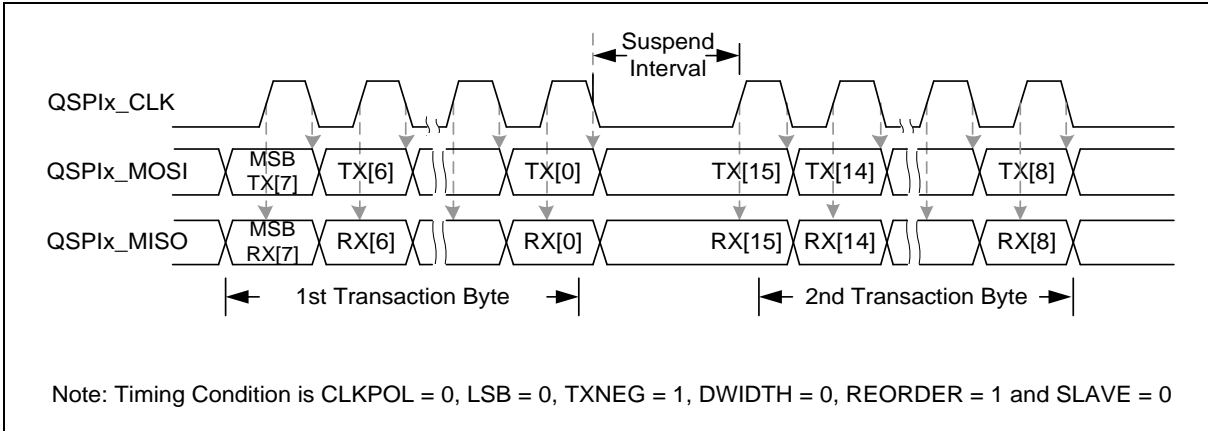 Suspend
Interval
QSPIx_CLK
QSPIx_MOSI
MSB
TX[7]
TX[6]
TX[0]
TX[15]
TX[14]
TX[8]
QSPIx_MISO
MSB
RX[7]
RX[6]
RX[0]
RX[15]
RX[14]
RX[8]
1st Transaction Byte
2nd Transaction Byte
Note: Timing Condition is CLKPOL = 0, LSB = 0, TXNEG = 1, DWIDTH = 0, REORDER = 1 and SLAVE = 0